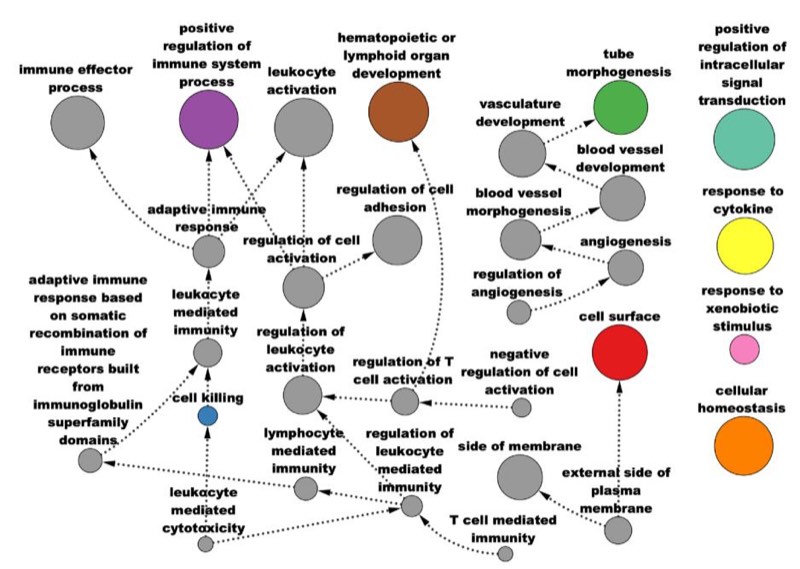 immune effector
process
positive
regulation of
immune system
process
leukocyte
activation
hematopoietic or
lymphoid organ
development
tube
morphogenesis
positive
regulation of
intracellular
signal
transduction
vasculature
development
blood vessel
development
adaptive immune
response
regulation of cell
adhesion
blood vessel
morphogenesis
response to
cytokine
regulation of cell
activation
angiogenesis
regulation of
angiogenesis
adaptive immune
response based
on somatic
recombination of
immune
receptors built
from
immunoglobulin
superfamily
domains
leukocyte
mediated
immunity
cell surface
response to
xenobiotic
stimulus
regulation of
leukocyte
activation
regulation of T
cell activation
negative
regulation of cell
activation
cell killing
cellular
homeostasis
lymphocyte
mediated
immunity
regulation of
leukocyte
mediated
immunity
side of membrane
external side of
plasma
membrane
leukocyte
mediated
cytotoxicity
T cell mediated
immunity